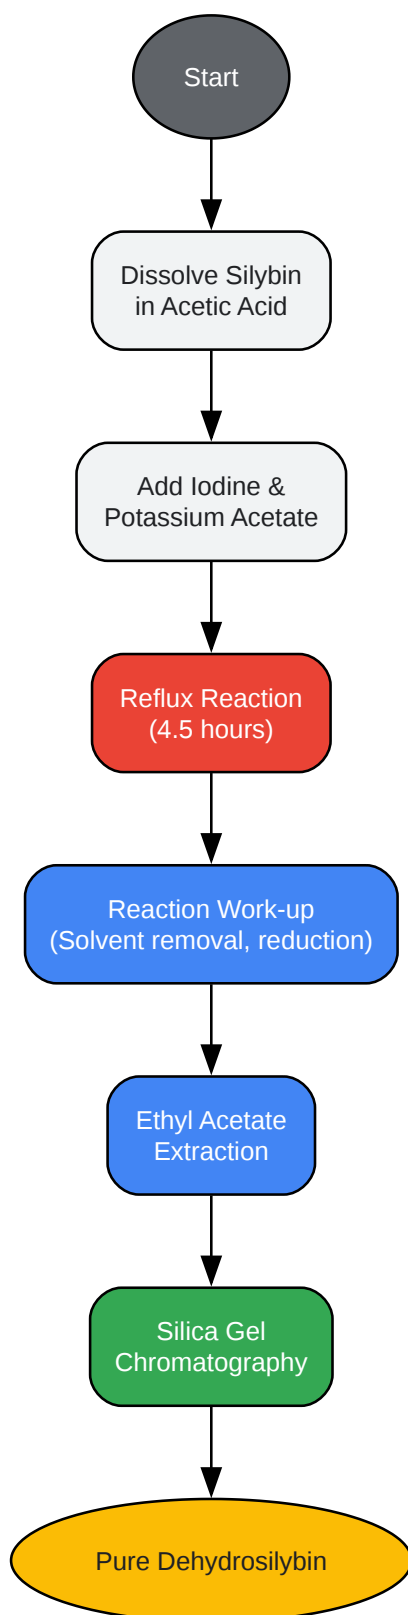 Start
Dissolve Silybin
in Acetic Acid
Add Iodine &
Potassium Acetate
Reflux Reaction
(4.5 hours)
Reaction Work-up
(Solvent removal, reduction)
Ethyl Acetate
Extraction
Silica Gel
Chromatography
Pure Dehydrosilybin